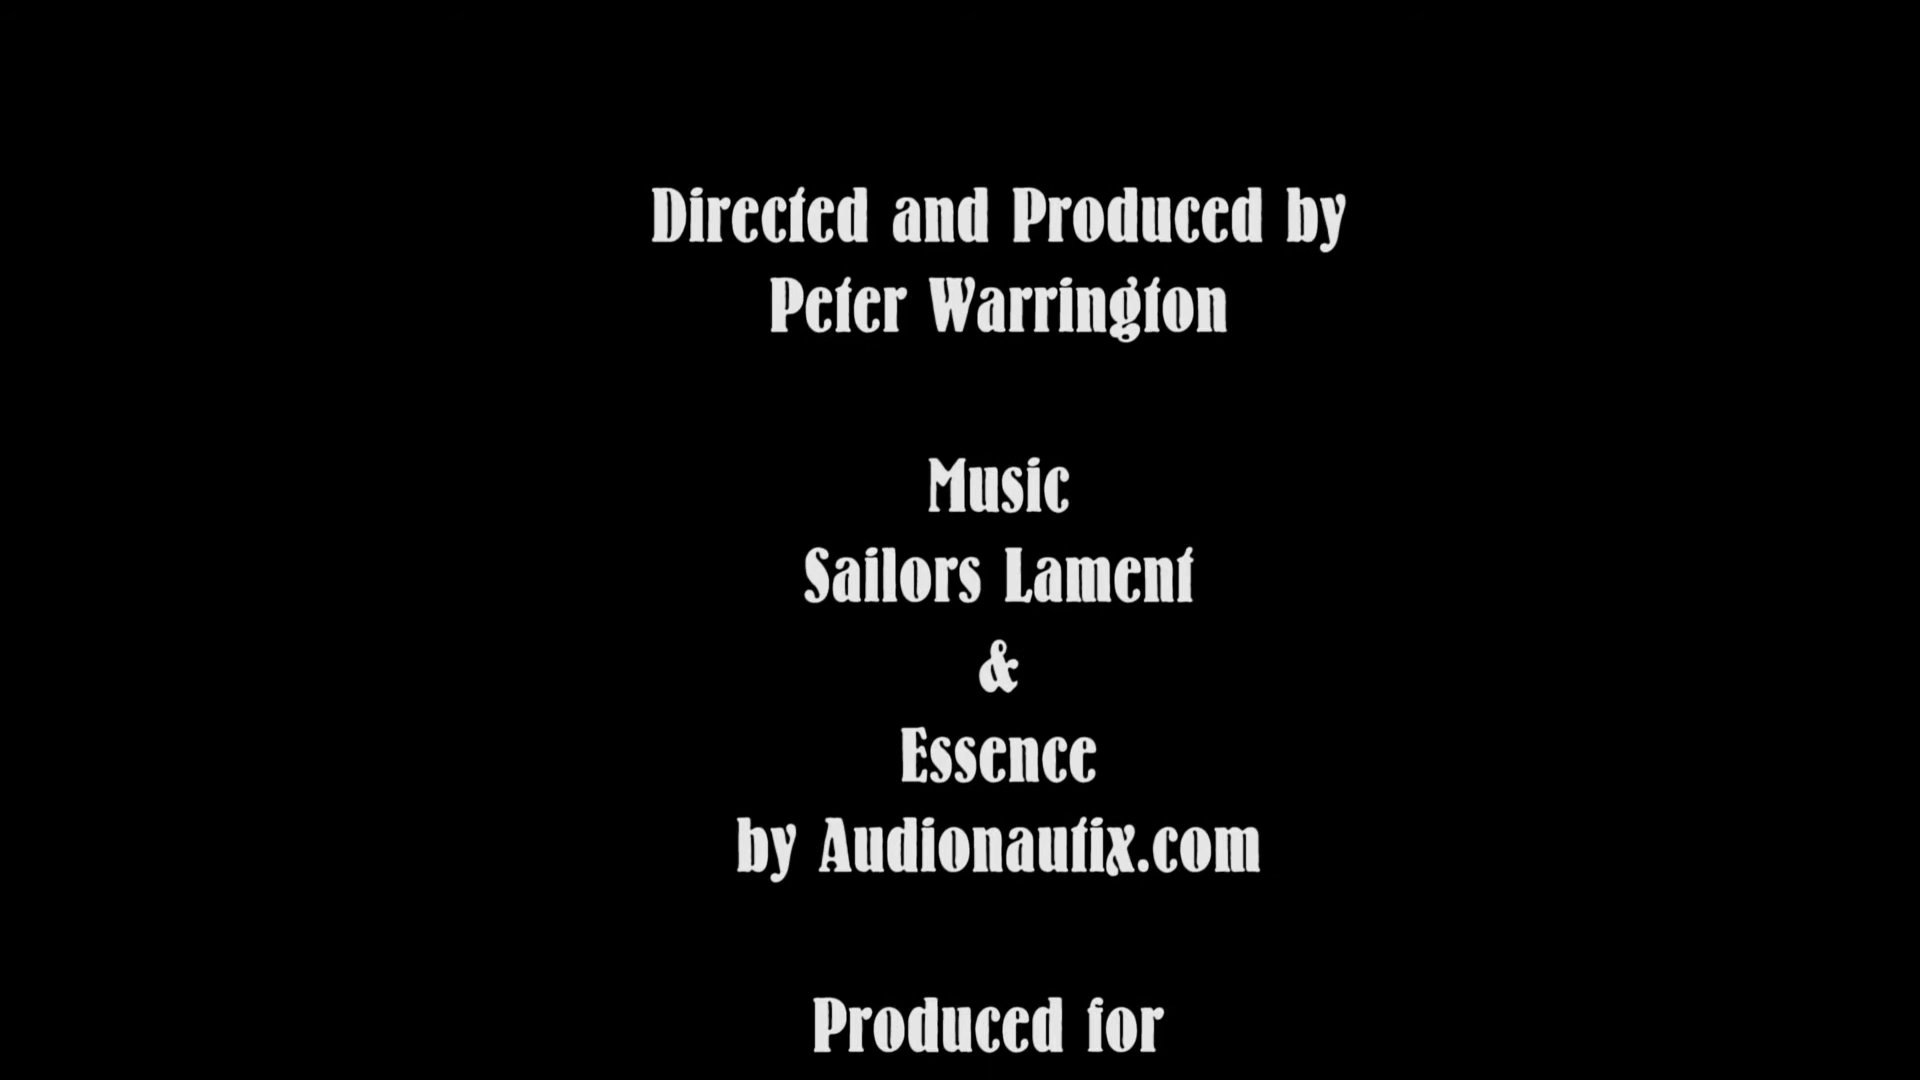 Directed and Produced by
Peter Warrington
Music
Sailors Lament
&
Essence
by Audionautix.com
Produced for